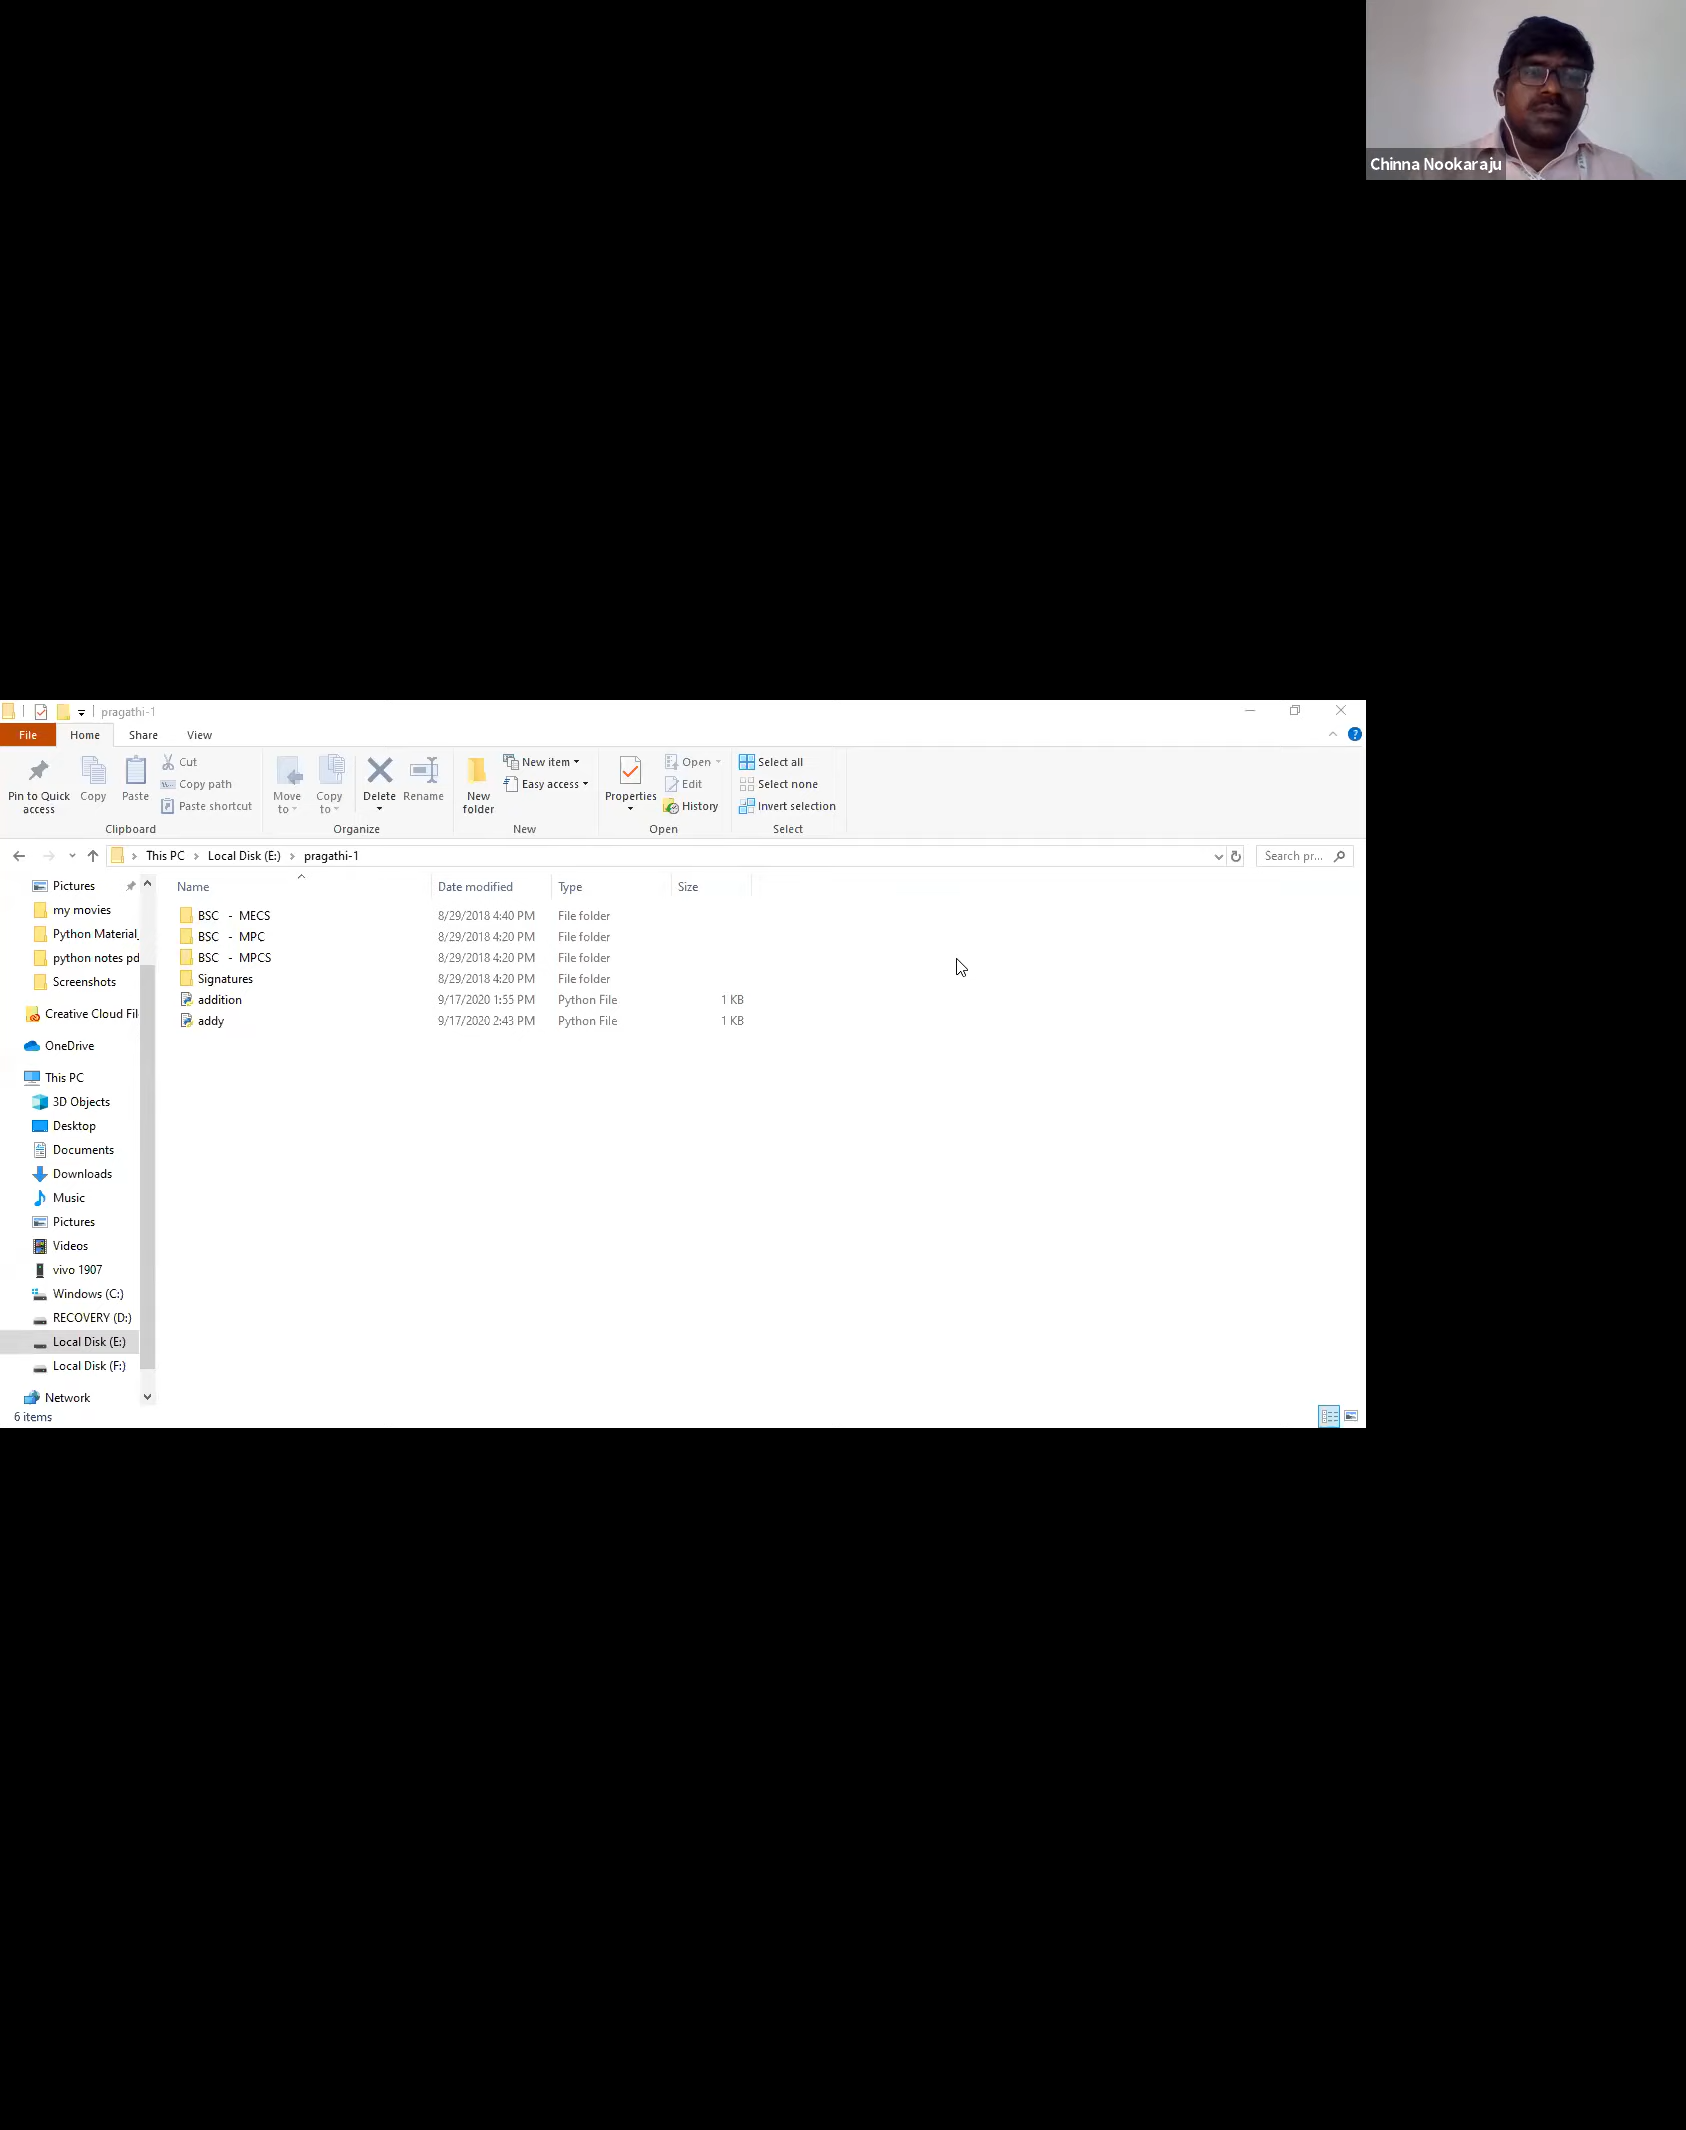 Chinna Nookaraju
pragathi-1
File Home Share View
Pin to Quick access
Copy
Paste
Cut
Copy path
Paste shortcut
Clipboard
Move to
Copy to
Delete
Rename
Organize
New folder
New item
Easy access
New
Properties
Open
Edit
History
Open
Select all
Select none
Invert selection
Select
This PC > Local Disk (E:) > pragathi-1
Search pr...
Pictures
my movies
Python Material_
python notes pd
Screenshots
Creative Cloud Fil
OneDrive
This PC
3D Objects
Desktop
Documents
Downloads
Music
Pictures
Videos
vivo 1907
Windows (C:)
RECOVERY (D:)
Local Disk (E:)
Local Disk (F:)
Network
Name Date modified Type Size
BSC - MECS 8/29/2018 4:40 PM File folder
BSC - MPC 8/29/2018 4:20 PM File folder
BSC - MPCS 8/29/2018 4:20 PM File folder
Signatures 8/29/2018 4:20 PM File folder
addition 9/17/2020 1:55 PM Python File 1 KB
addy 9/17/2020 2:43 PM Python File 1 KB
6 items